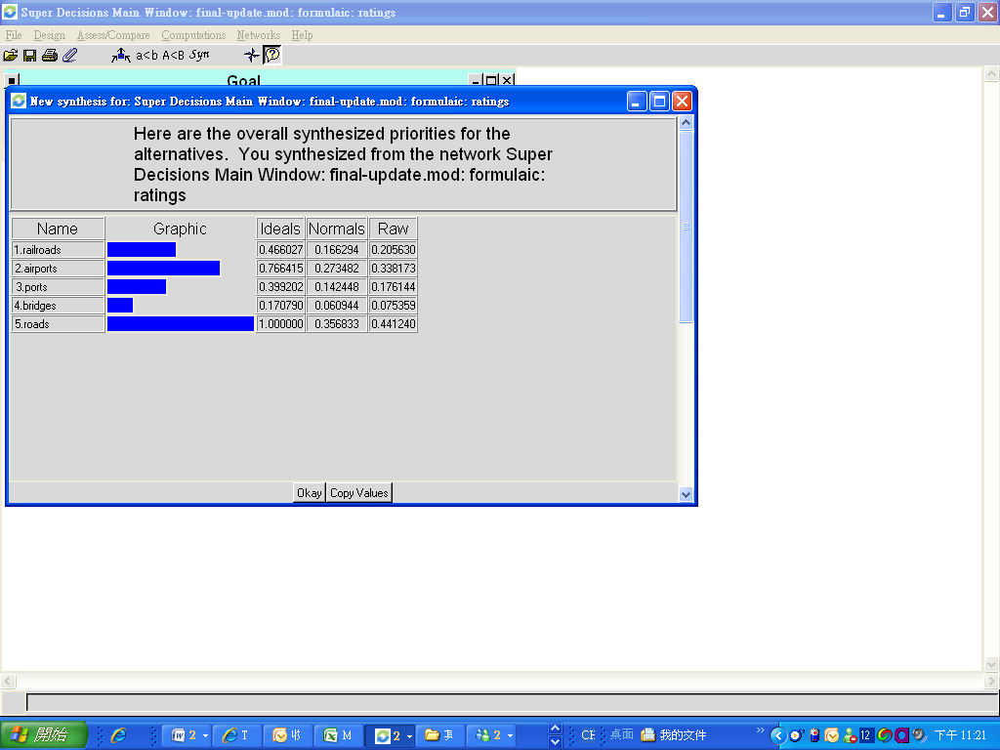 Super Decisions Main Window: final-update.mod: formulaic: ratings
File Design Assess/Compare Computations Networks Help
a<b A<B Syn
Goal
New synthesis for: Super Decisions Main Window: final-update.mod: formulaic: ratings
Here are the overall synthesized priorities for the
alternatives. You synthesized from the network Super
Decisions Main Window: final-update.mod: formulaic:
ratings
Name Graphic Ideals Normals Raw
1.railroads 0.466027 0.166294 0.205630
2.airports 0.766415 0.273482 0.338173
3.ports 0.399202 0.142448 0.176144
4.bridges 0.170790 0.060944 0.075359
5.roads 1.000000 0.356833 0.441240
Okay Copy Values
開始 2 T 收 M 2 2 CE 桌面 我的文件 12 下午 11:21